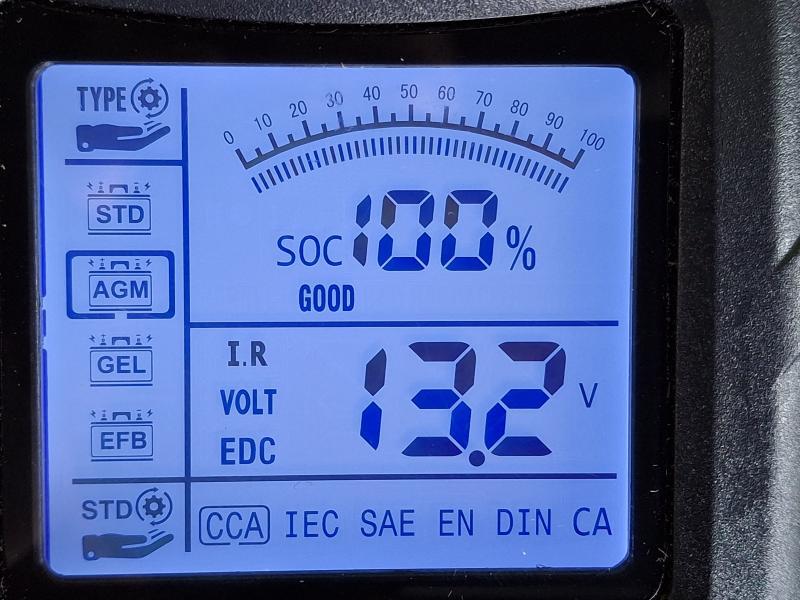 TYPE
STD
AGM
GEL
EFB
STD
0 10 20 30 40 50 60 70 80 90 100
SOC 100%
GOOD
I.R
VOLT
EDC
13.2 V
CCA IEC SAE EN DIN CA